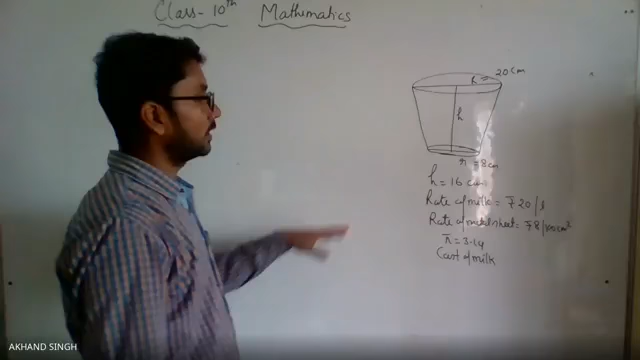 Class- 10th Mathematics
r = 20 Cm
h
r = 8 cm
h = 16 cm
Rate of milk = ₹ 20/l
Rate of metal sheet = ₹ 8/100 cm²
π = 3.14
Cost of milk
AKHAND SINGH